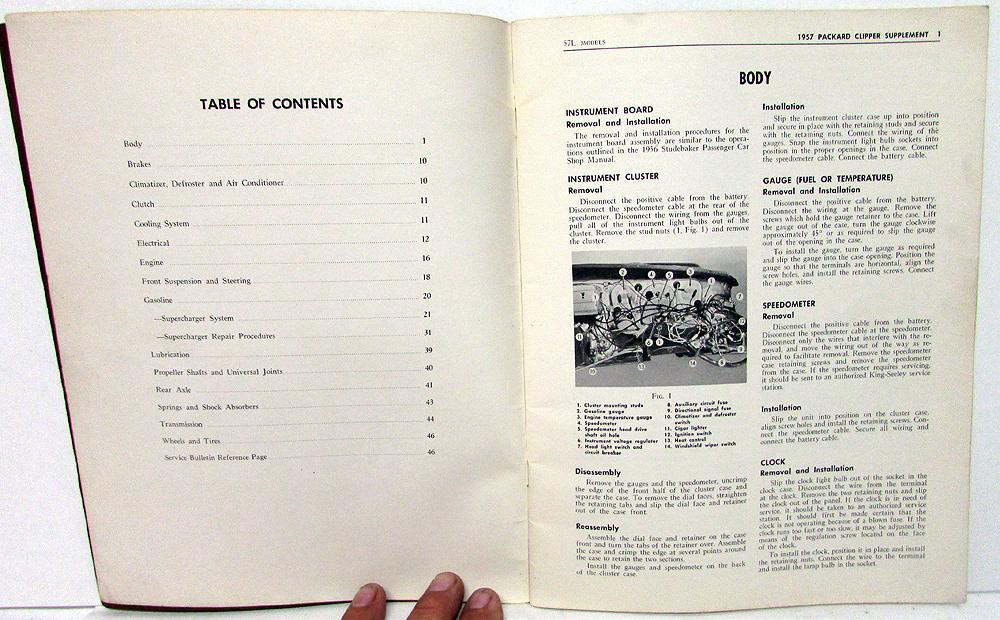 TABLE OF CONTENTS
Body 1
Brakes 10
Climatizer, Defroster and Air Conditioner 10
Clutch 11
Cooling System 11
Electrical 12
Engine 16
Front Suspension and Steering 18
Gasoline 20
—Supercharger System 21
—Supercharger Repair Procedures 31
Lubrication 39
Propeller Shafts and Universal Joints 40
Rear Axle 41
Springs and Shock Absorbers 43
Transmission 44
Wheels and Tires 46
Service Bulletin Reference Page 46
57L MODELS
1957 PACKARD CLIPPER SUPPLEMENT 1
BODY
INSTRUMENT BOARD
Removal and Installation
The removal and installation procedures for the
instrument board assembly are similar to the opera-
tions outlined in the 1956 Studebaker Passenger Car
Shop Manual.
INSTRUMENT CLUSTER
Removal
Disconnect the positive cable from the battery.
Disconnect the speedometer cable at the rear of the
speedometer. Disconnect the wiring from the gauges,
pull all of the instrument light bulbs out of the
cluster. Remove the stud nuts (1, Fig. 1) and remove
the cluster.
FIG. 1
1. Cluster mounting studs
2. Gasoline gauge
3. Engine temperature gauge
4. Speedometer
5. Speedometer head drive
shaft oil hole
6. Instrument voltage regulator
7. Head light switch and
circuit breaker
8. Auxiliary circuit fuse
9. Directional signal fuse
10. Climatizer and defroster
switch
11. Cigar lighter
12. Ignition switch
13. Heat control
14. Windshield wiper switch
Disassembly
Remove the gauges and the speedometer, uncrimp
the edge of the front half of the cluster case and
separate the case. To remove the dial faces, straighten
the retaining tabs and slip the dial face and retainer
out of the case front.
Reassembly
Assemble the dial face and retainer on the case
front and turn the tabs of the retainer over. Assemble
the case and crimp the edge at several points around
the case to retain the two sections.
Install the gauges and speedometer on the back
of the cluster case.
Installation
Slip the instrument cluster case up into position
and secure in place with the retaining studs and secure
with the retaining nuts. Connect the wiring of the
gauges. Snap the instrument light bulb sockets into
position in the proper openings in the case. Connect
the speedometer cable. Connect the battery cable.
GAUGE (FUEL OR TEMPERATURE)
Removal and Installation
Disconnect the positive cable from the battery.
Disconnect the wiring at the gauge. Remove the
screws which hold the gauge retainer to the case. Lift
the gauge out of the case, turn the gauge clockwise
approximately 45° or as required to slip the gauge
out of the opening in the case.
To install the gauge, turn the gauge as required
and slip the gauge into the case opening. Position the
gauge so that the terminals are horizontal, align the
screw holes, and install the retaining screws. Connect
the gauge wires.
SPEEDOMETER
Removal
Disconnect the positive cable from the battery.
Disconnect the speedometer cable at the speedometer.
Disconnect only the wires that interfere with the re-
moval, and move the wiring out of the way as re-
quired to facilitate removal. Remove the speedometer
case retaining screws and remove the speedometer
from the case. If the speedometer requires servicing,
it should be sent to an authorized King-Seeley service
station.
Installation
Slip the unit into position on the cluster case,
align screw holes and install the retaining screws. Con-
nect the speedometer cable. Secure all wiring and
connect the battery cable.
CLOCK
Removal and Installation
Slip the clock light bulb out of the socket in the
clock case. Disconnect the wire from the terminal
at the clock. Remove the two retaining nuts and slip
the clock out of the panel. If the clock is in need of
service, it should be taken to an authorized service
station. It should first be made certain that the
clock is not operating because of a blown fuse. If the
clock runs too fast or too slow, it may be adjusted by
means of the regulation screw located on the face
of the clock.
To install the clock, position it in place and install
the retaining nuts. Connect the wire to the terminal
and install the lamp bulb in the socket.